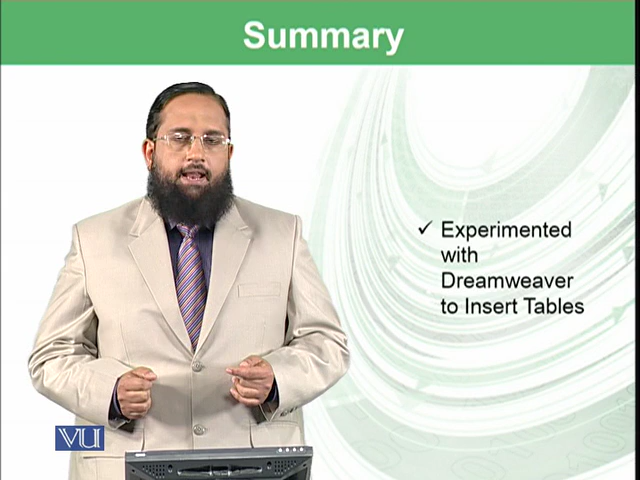 Summary
✓ Experimented
with
Dreamweaver
to Insert Tables
VU